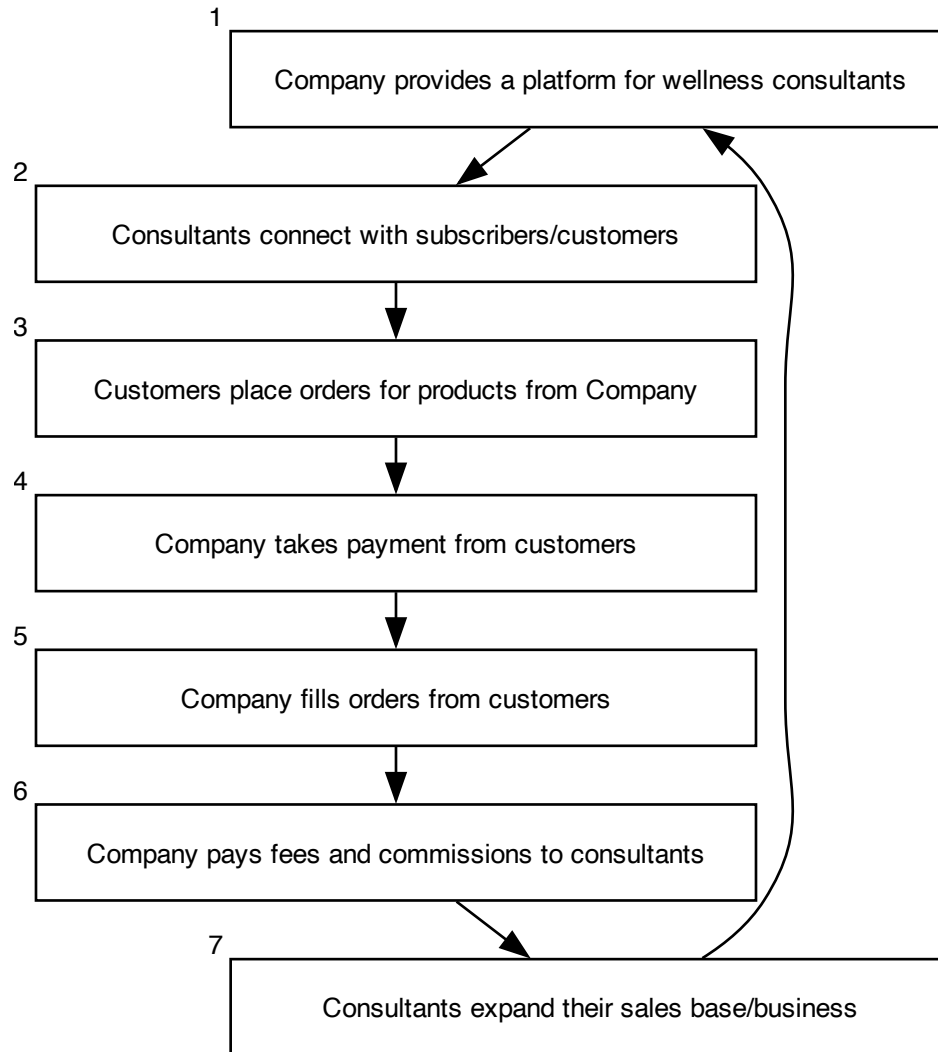 1
Company provides a platform for wellness consultants
2
Consultants connect with subscribers/customers
3
Customers place orders for products from Company
4
Company takes payment from customers
5
Company fills orders from customers
6
Company pays fees and commissions to consultants
7
Consultants expand their sales base/business